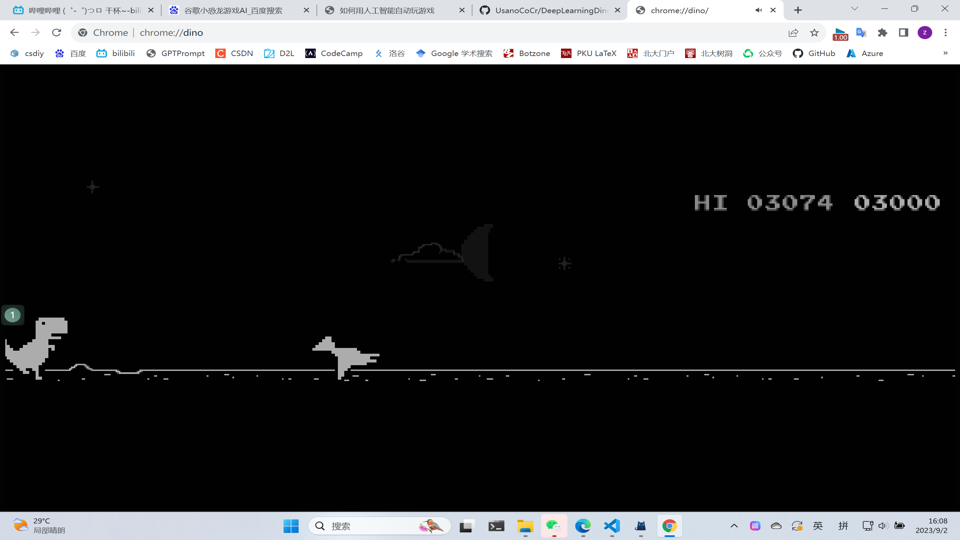 哔哩哔哩 (゜-゜)つロ 干杯~-bili
谷歌小恐龙游戏AI_百度搜索
如何用人工智能自动玩游戏
UsanoCoCr/DeepLearningDin
chrome://dino/
Chrome | chrome://dino
1.00
z
csdiy
百度
bilibili
GPTPrompt
CSDN
D2L
CodeCamp
洛谷
Google 学术搜索
Botzone
PKU LaTeX
北大门户
北大树洞
公众号
GitHub
Azure
»
HI 03074 03000
1
29°C
局部晴朗
搜索
英
拼
16:08
2023/9/2